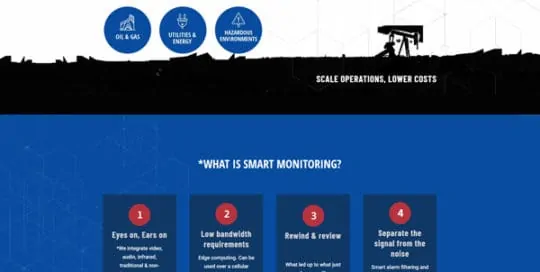 OIL & GAS
UTILITIES &
ENERGY
HAZARDOUS
ENVIRONMENTS
SCALE OPERATIONS, LOWER COSTS
*WHAT IS SMART MONITORING?
1
Eyes on, Ears on
*We integrate video,
audio, infrared,
traditional & non-
2
Low bandwidth
requirements
Edge computing. Can be
used over a cellular
3
Rewind & review
What led up to what just
4
Separate the
signal from the
noise
Smart alarm filtering and